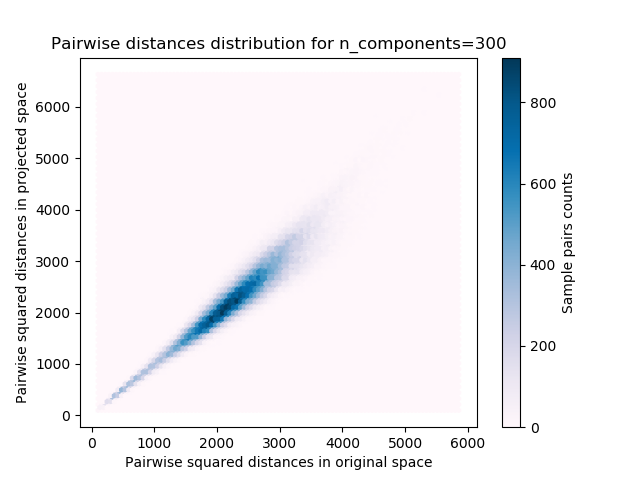 Pairwise distances distribution for n_components=300
Pairwise squared distances in projected space
6000
5000
4000
3000
2000
1000
0
0 1000 2000 3000 4000 5000 6000
Pairwise squared distances in original space
800
600
400
200
0
Sample pairs counts